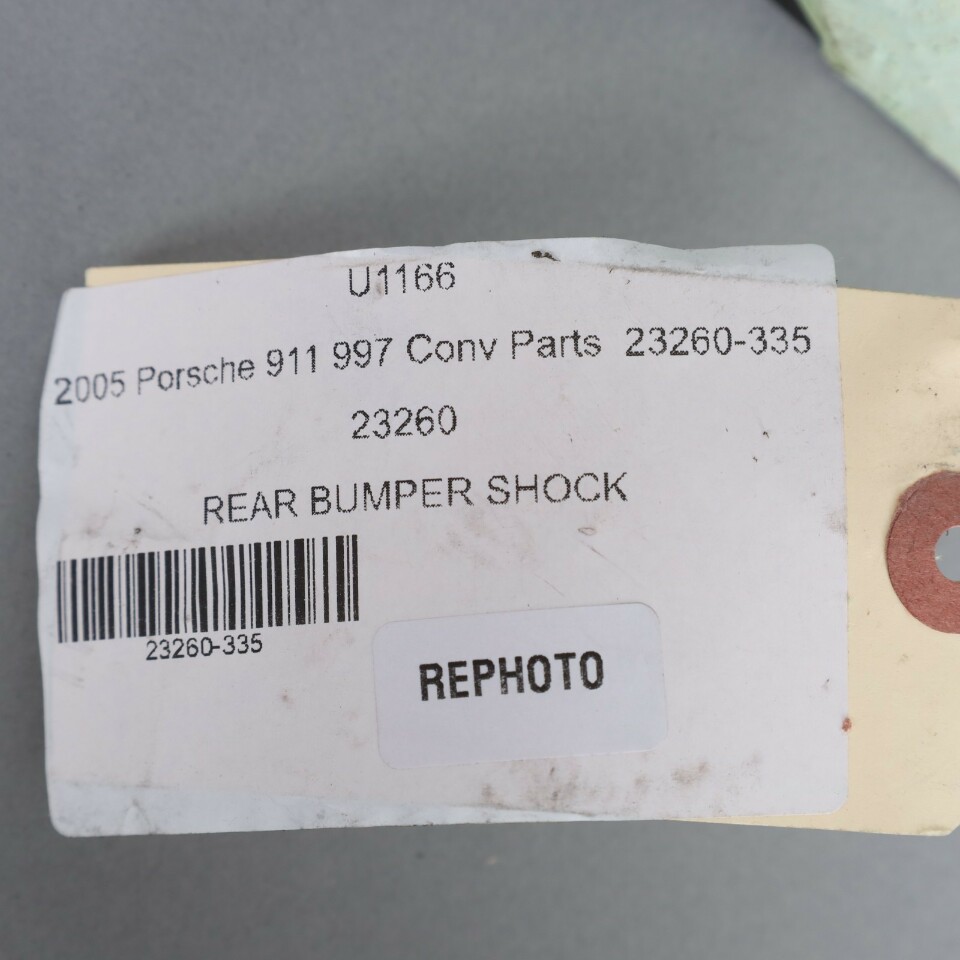 U1166
2005 Porsche 911 997 Conv Parts 23260-335
23260
REAR BUMPER SHOCK
23260-335
REPHOTO